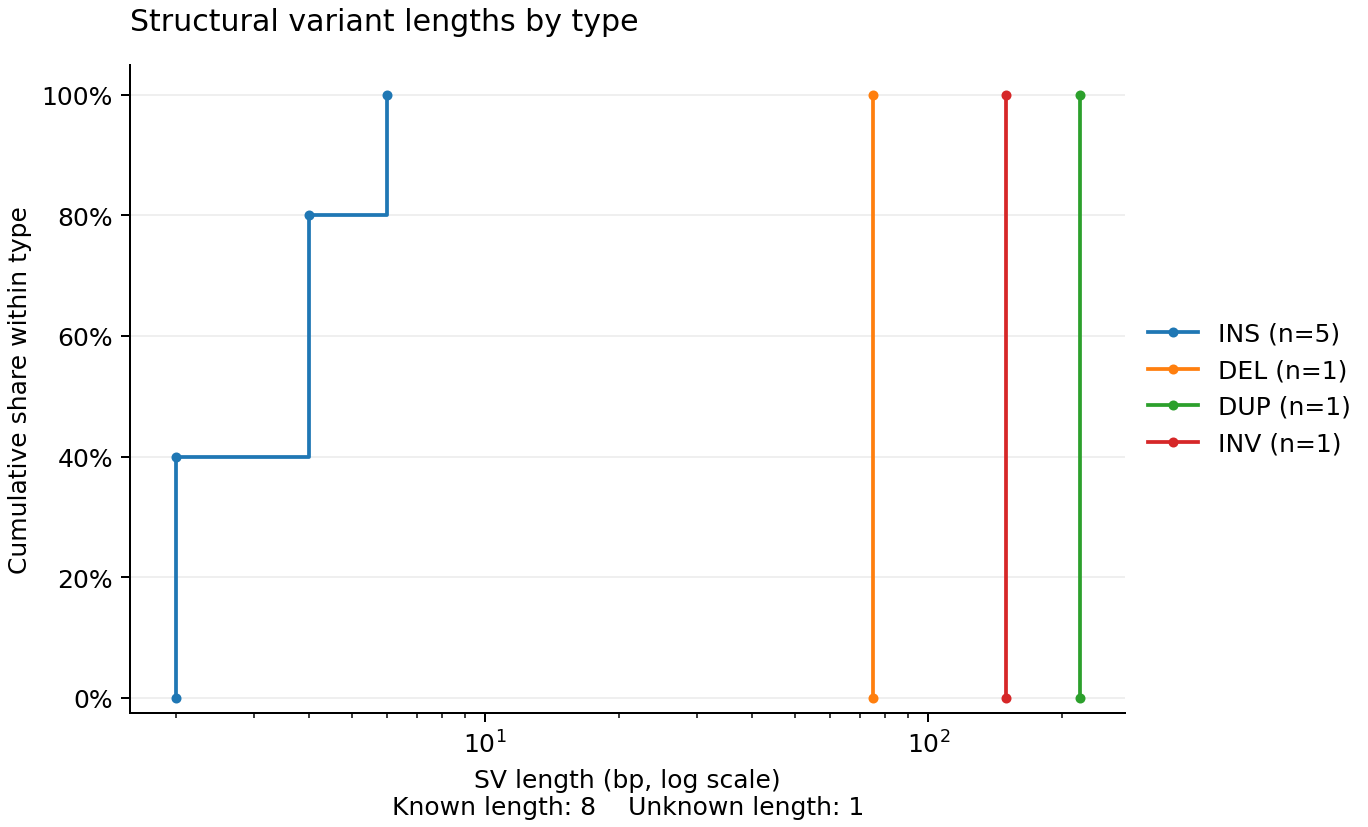 Structural variant lengths by type
Cumulative share within type
100%
80%
60%
40%
20%
0%
10¹
10²
SV length (bp, log scale)
Known length: 8    Unknown length: 1
INS (n=5)
DEL (n=1)
DUP (n=1)
INV (n=1)